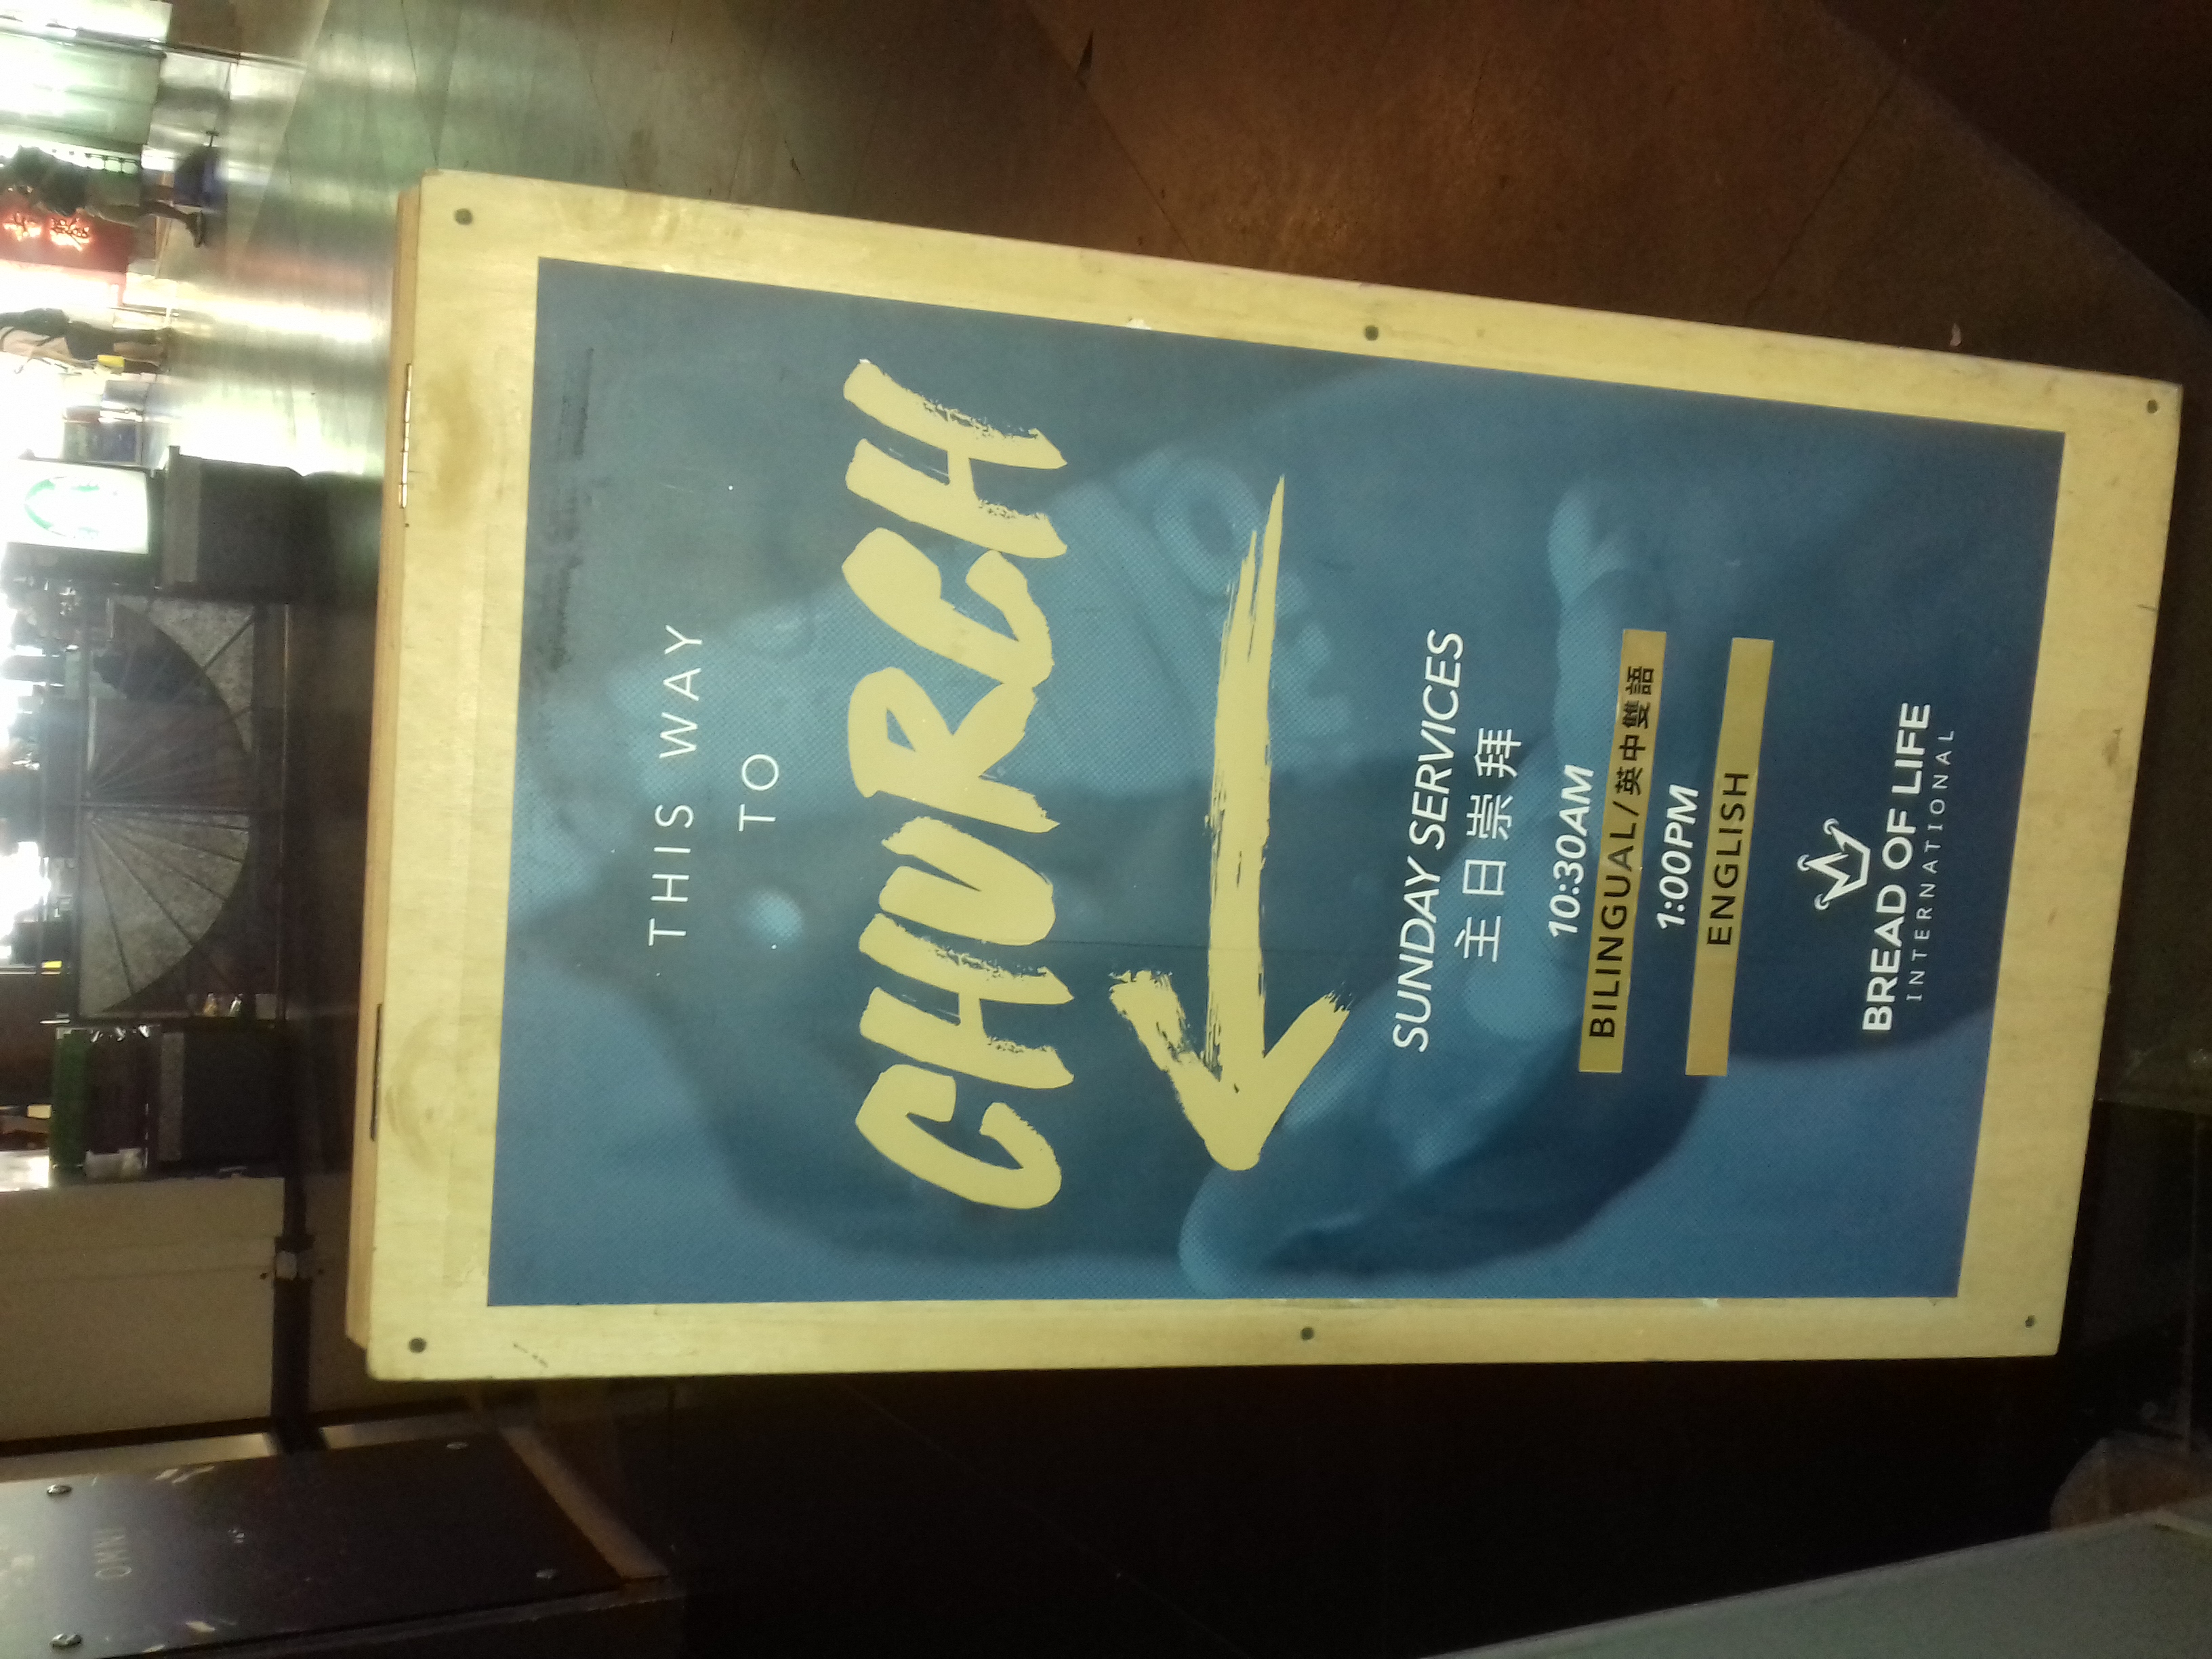 THIS WAY
TO
CHURCH
SUNDAY SERVICES
主日崇拜
10:30AM
BILINGUAL/英中雙語
1:00PM
ENGLISH
BREAD OF LIFE
INTERNATIONAL
OMNI